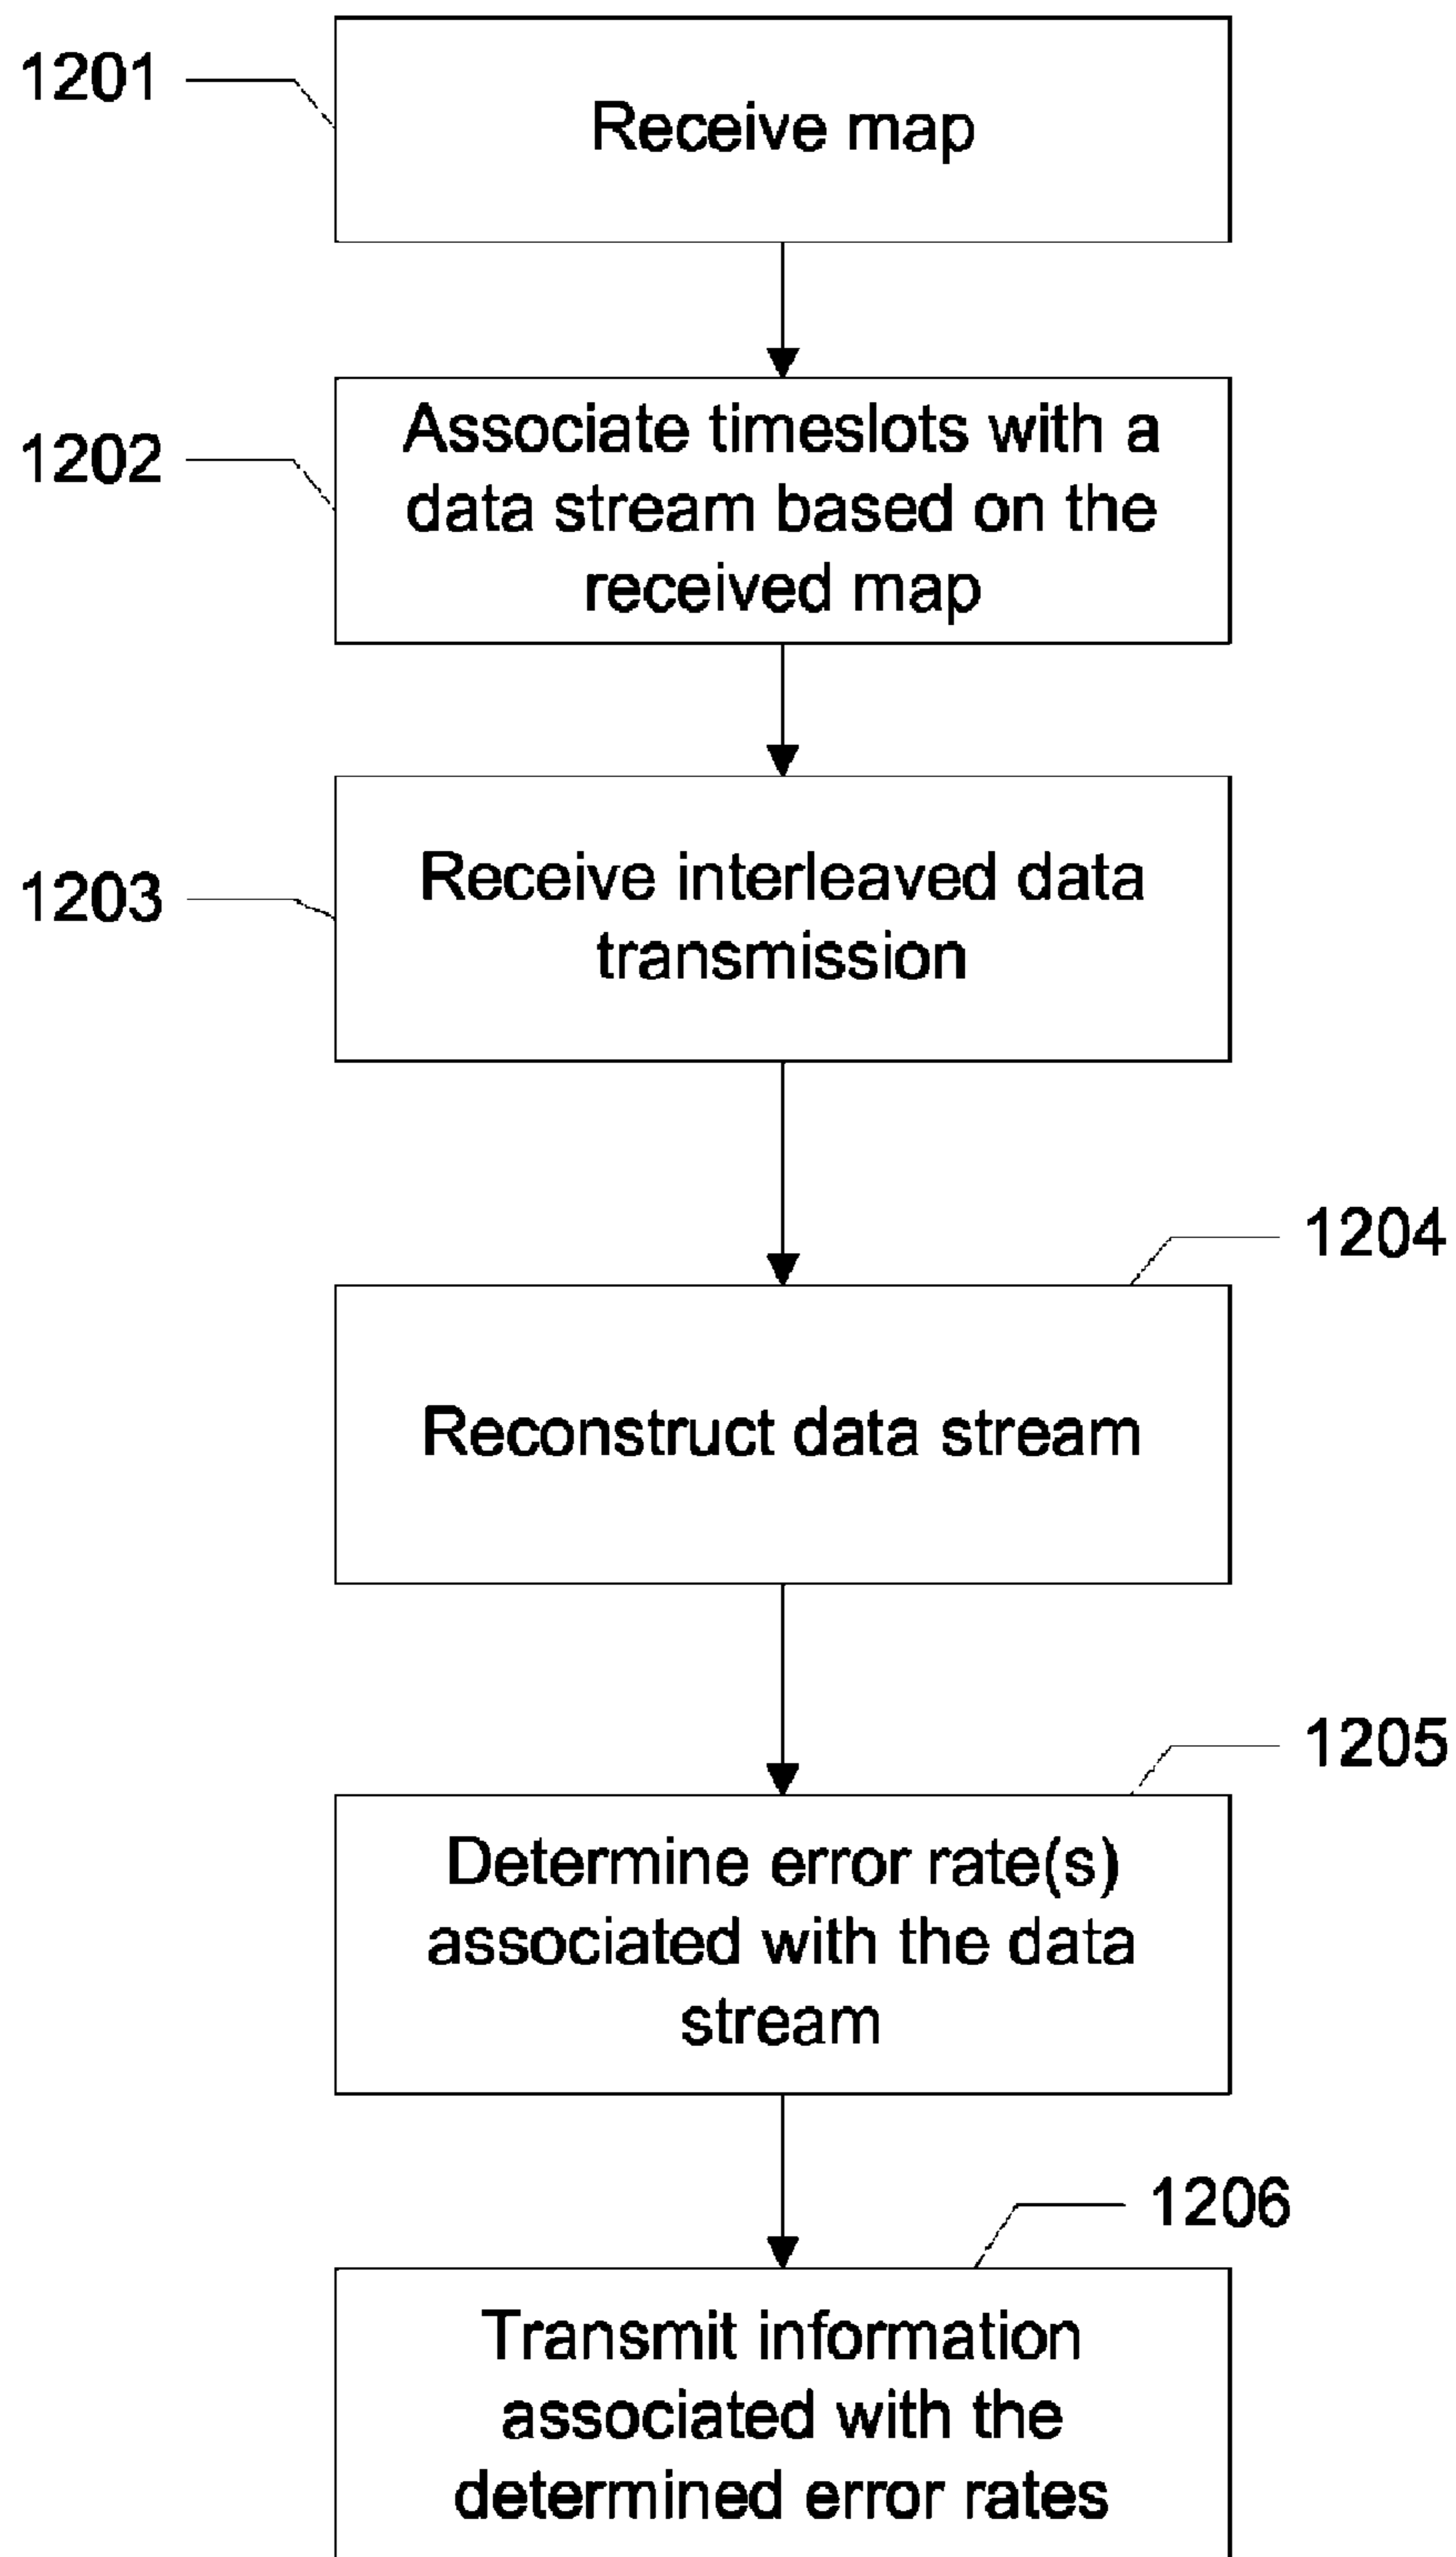 1201
Receive map
1202
Associate timeslots with a
data stream based on the
received map
1203
Receive interleaved data
transmission
1204
Reconstruct data stream
1205
Determine error rate(s)
associated with the data
stream
1206
Transmit information
associated with the
determined error rates